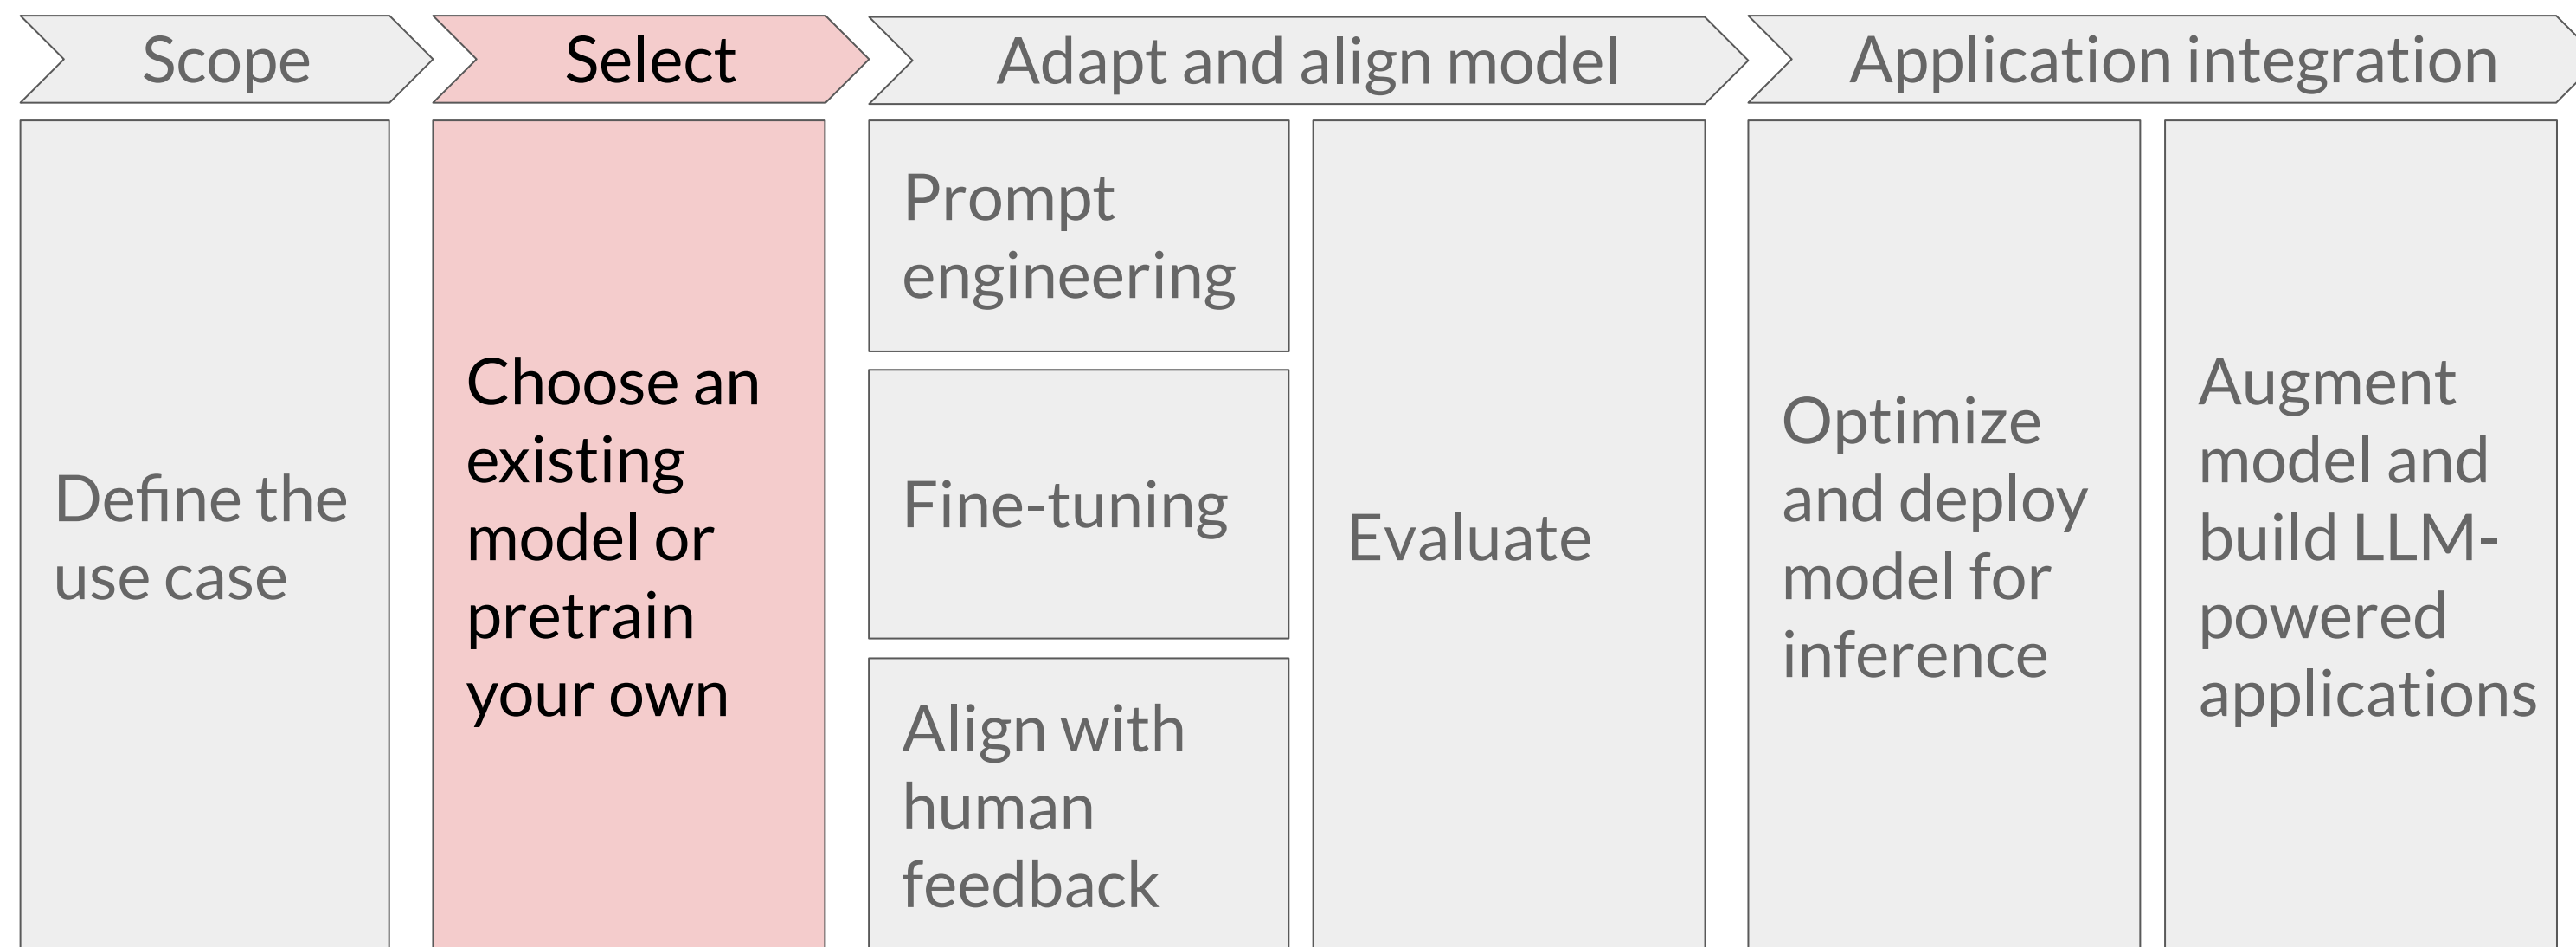 Scope
Select
Adapt and align model
Application integration
Define the
use case
Choose an
existing
model or
pretrain
your own
Prompt
engineering
Fine-tuning
Align with
human
feedback
Evaluate
Optimize
and deploy
model for
inference
Augment
model and
build LLM-
powered
applications